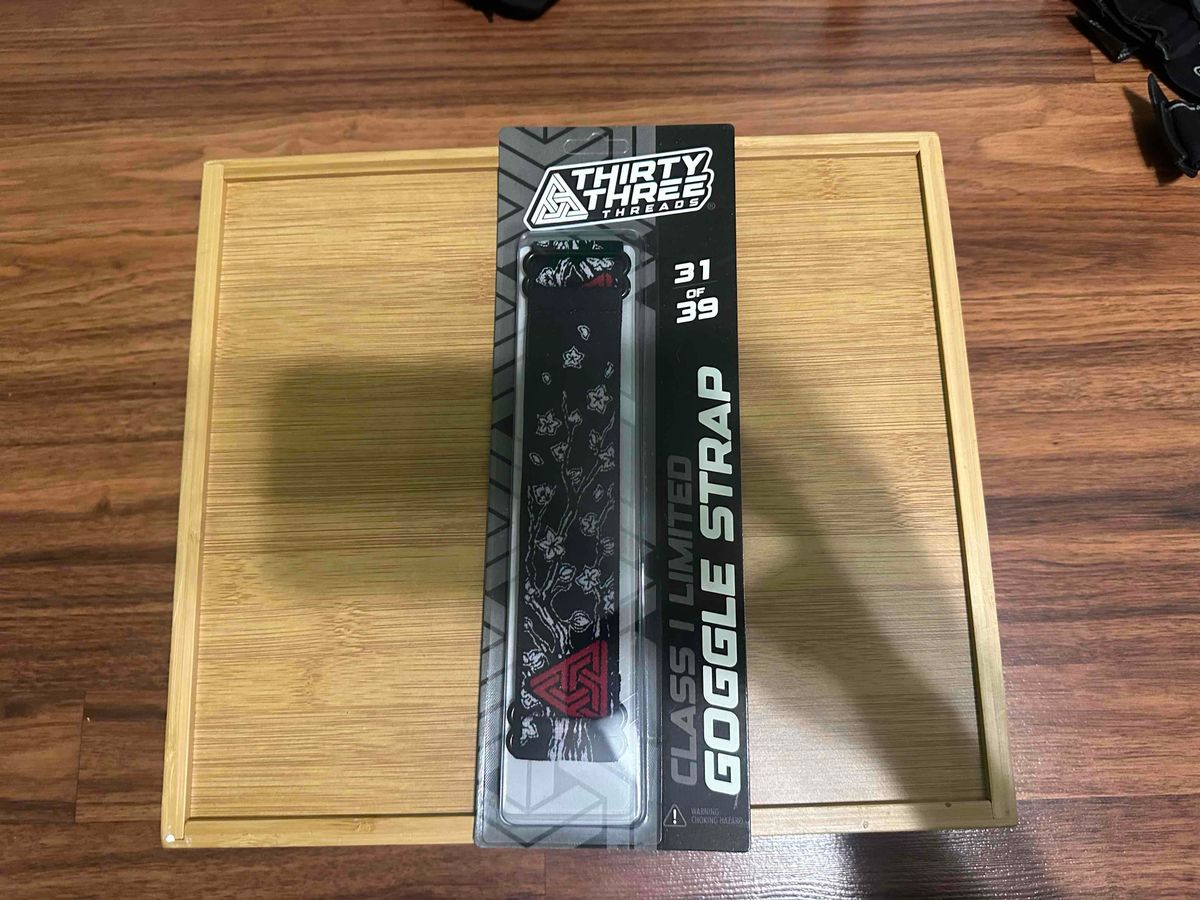 THIRTY
THREE
THREADS®
31
OF
39
CLASS I LIMITED
GOGGLE STRAP
WARNING
CHOKING HAZARD